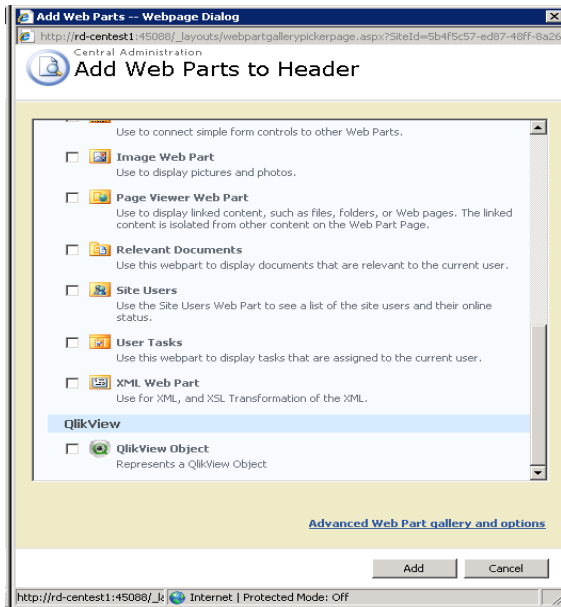 Add Web Parts -- Webpage Dialog
http://rd-centest1:45088/_layouts/webpartgallerypickerpage.aspx?SiteId=5b4f5c57-ed87-48ff-8a26
Central Administration
Add Web Parts to Header
Use to connect simple form controls to other Web Parts.
Image Web Part
Use to display pictures and photos.
Page Viewer Web Part
Use to display linked content, such as files, folders, or Web pages. The linked
content is isolated from other content on the Web Part Page.
Relevant Documents
Use this webpart to display documents that are relevant to the current user.
Site Users
Use the Site Users Web Part to see a list of the site users and their online
status.
User Tasks
Use this webpart to display tasks that are assigned to the current user.
XML Web Part
Use for XML, and XSL Transformation of the XML.
QlikView
QlikView Object
Represents a QlikView Object
Advanced Web Part gallery and options
Add Cancel
http://rd-centest1:45088/_la Internet | Protected Mode: Off